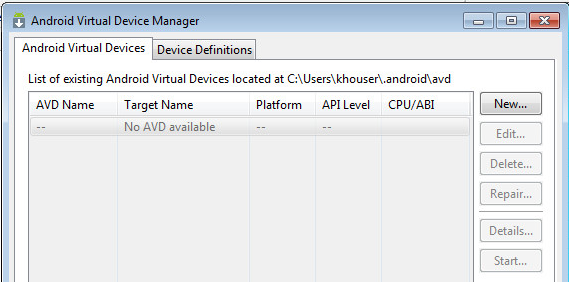 Android Virtual Device Manager
Android Virtual Devices Device Definitions
List of existing Android Virtual Devices located at C:\Users\khouser\.android\avd
AVD Name Target Name Platform API Level CPU/ABI
-- No AVD available -- --
New...
Edit...
Delete...
Repair...
Details...
Start...